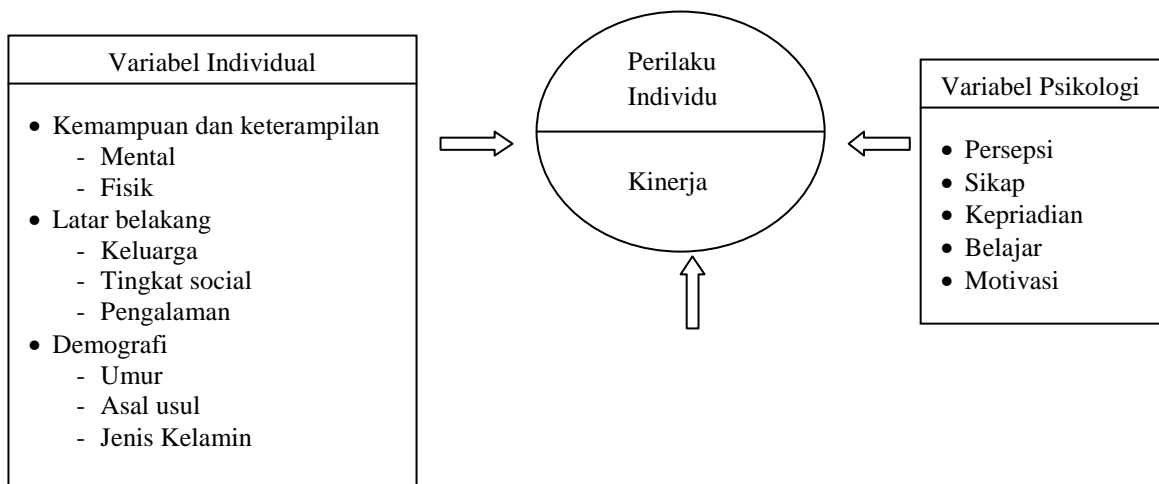 Variabel Individual
• Kemampuan dan keterampilan
- Mental
- Fisik
• Latar belakang
- Keluarga
- Tingkat social
- Pengalaman
• Demografi
- Umur
- Asal usul
- Jenis Kelamin
Perilaku
Individu
Kinerja
Variabel Psikologi
• Persepsi
• Sikap
• Kepriadian
• Belajar
• Motivasi